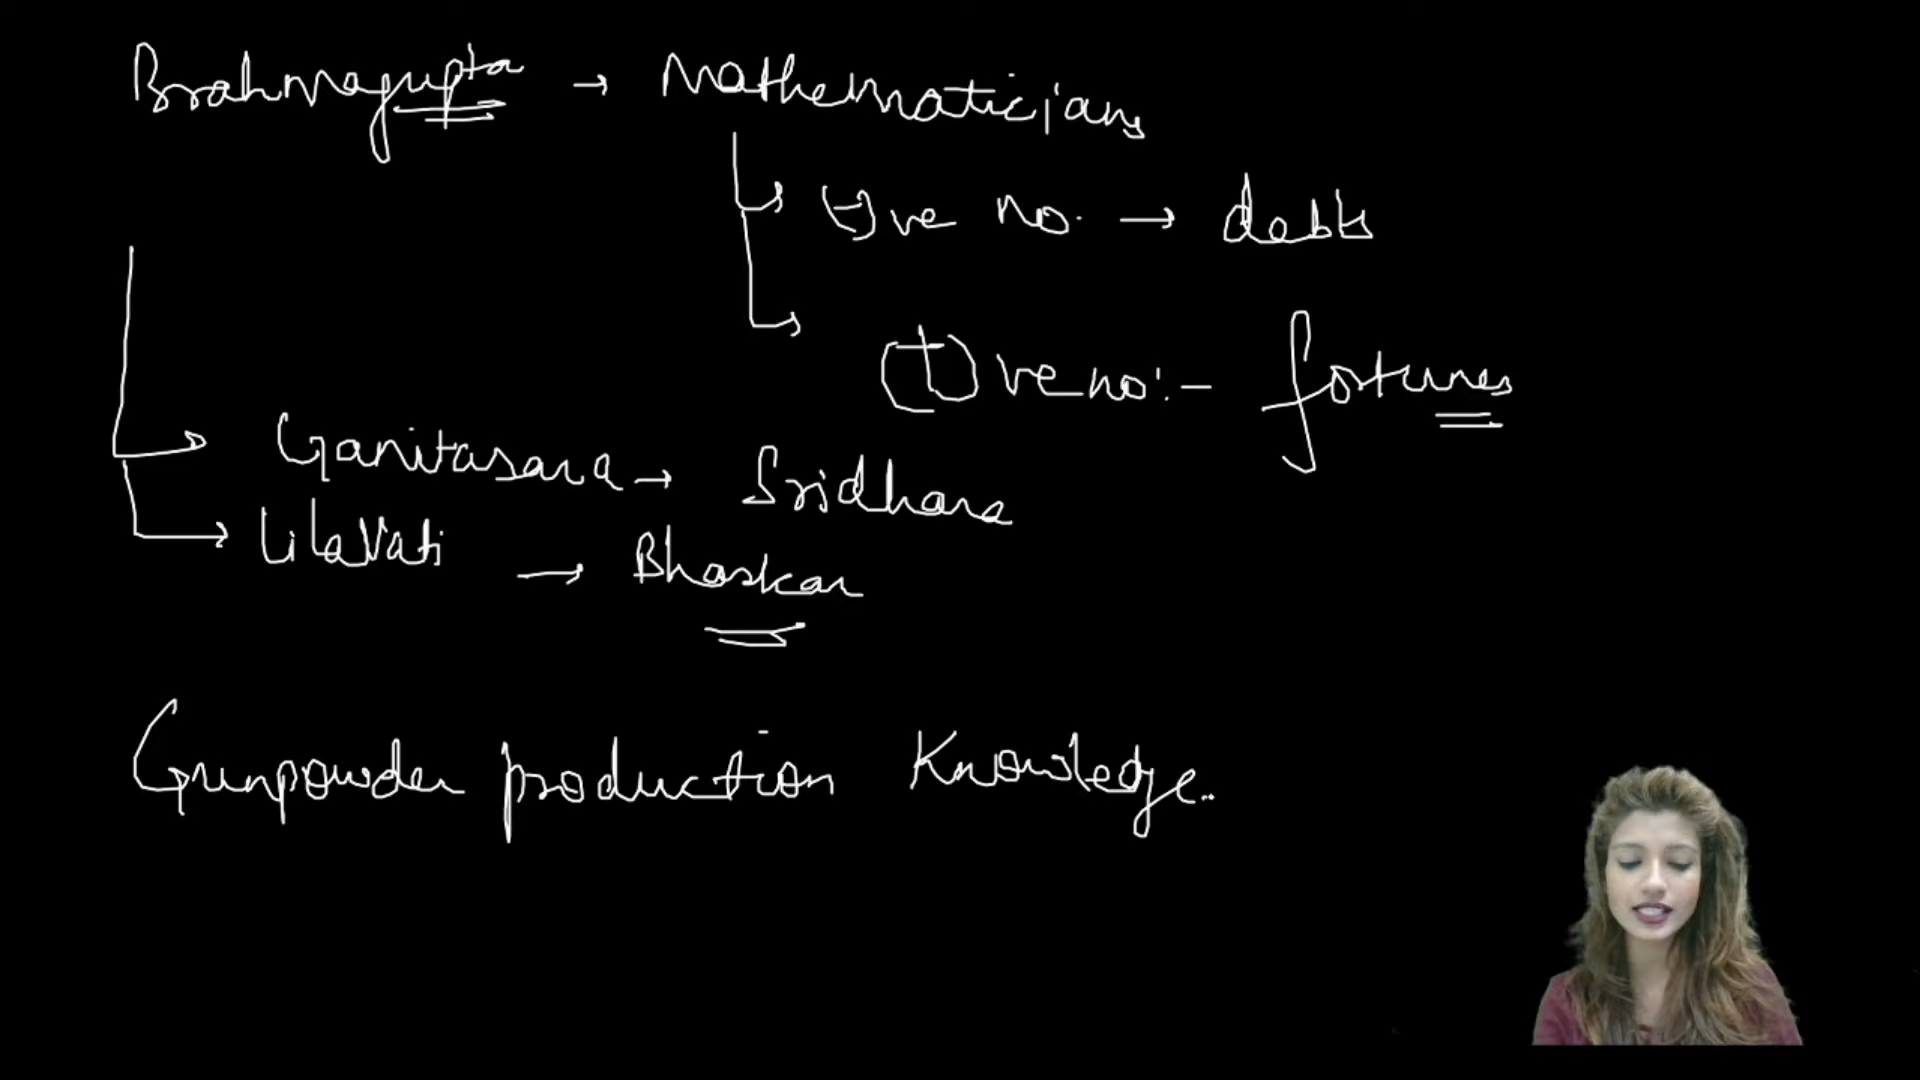 Brahmagupta → Mathematicians
(-)ve no. → debts
(+)ve no:- fortunes
Ganitasara → Sridhara
Lilavati → Bhaskar
Gunpowder production Knowledge..